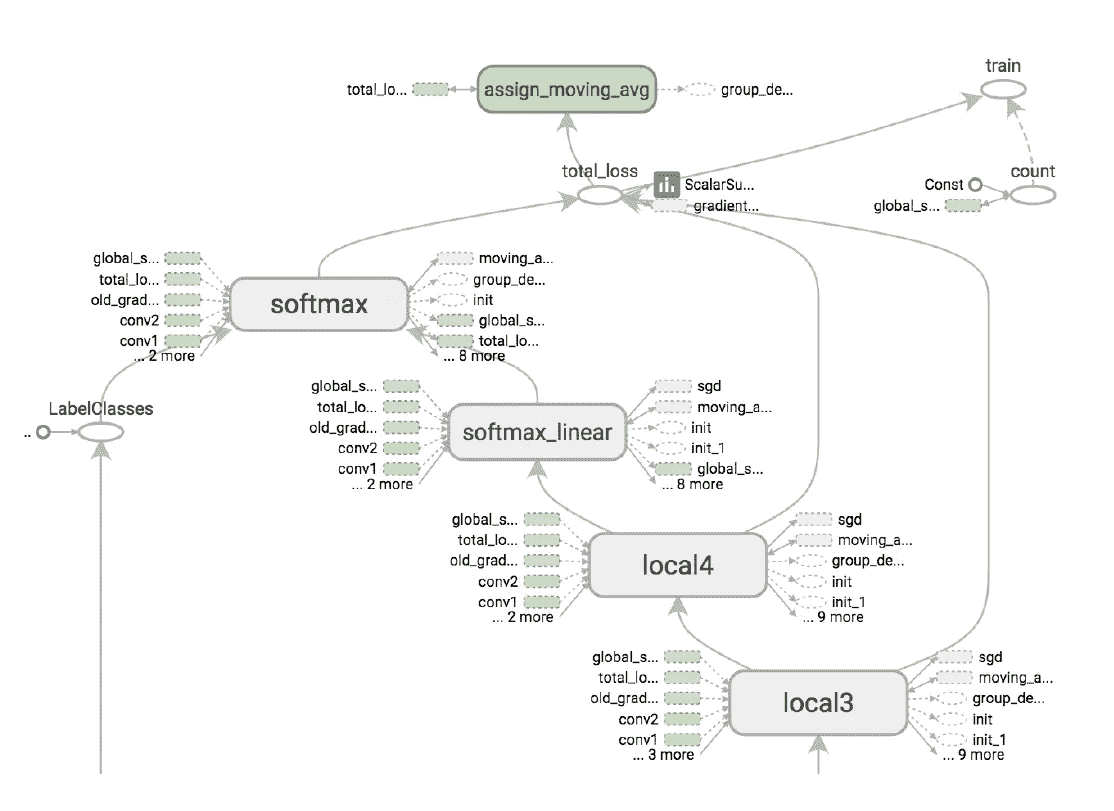 train
total_lo...
assign_moving_avg
group_de...
total_loss
ScalarSu...
gradient...
count
Const
global_s...
global_s...
total_lo...
old_grad...
conv2
conv1
... 2 more
softmax
moving_a...
group_de...
init
global_s...
total_lo...
... 8 more
LabelClasses
..
global_s...
total_lo...
old_grad...
conv2
conv1
... 2 more
softmax_linear
sgd
moving_a...
init
init_1
global_s...
... 8 more
global_s...
total_lo...
old_grad...
conv2
conv1
... 2 more
local4
sgd
moving_a...
group_de...
init
init_1
... 9 more
global_s...
total_lo...
old_grad...
conv2
conv1
... 3 more
local3
sgd
moving_a...
group_de...
init
init_1
... 9 more